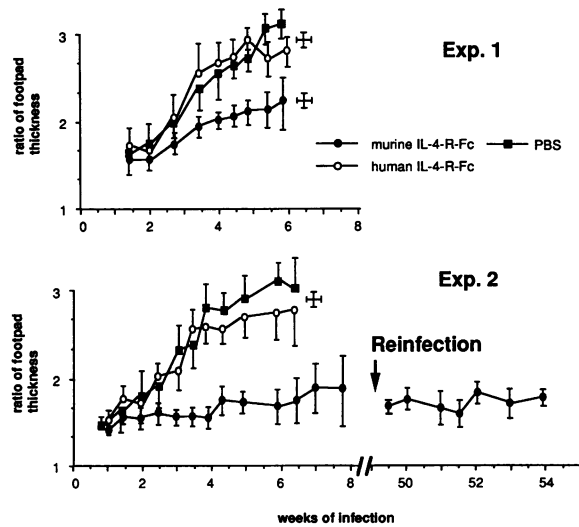 3
2
1
ratio of footpad
thickness
0 2 4 6 8
Exp. 1
murine IL-4-R-Fc
PBS
human IL-4-R-Fc
3
2
1
ratio of footpad
thickness
Exp. 2
Reinfection
0 2 4 6 8 50 52 54
weeks of infection